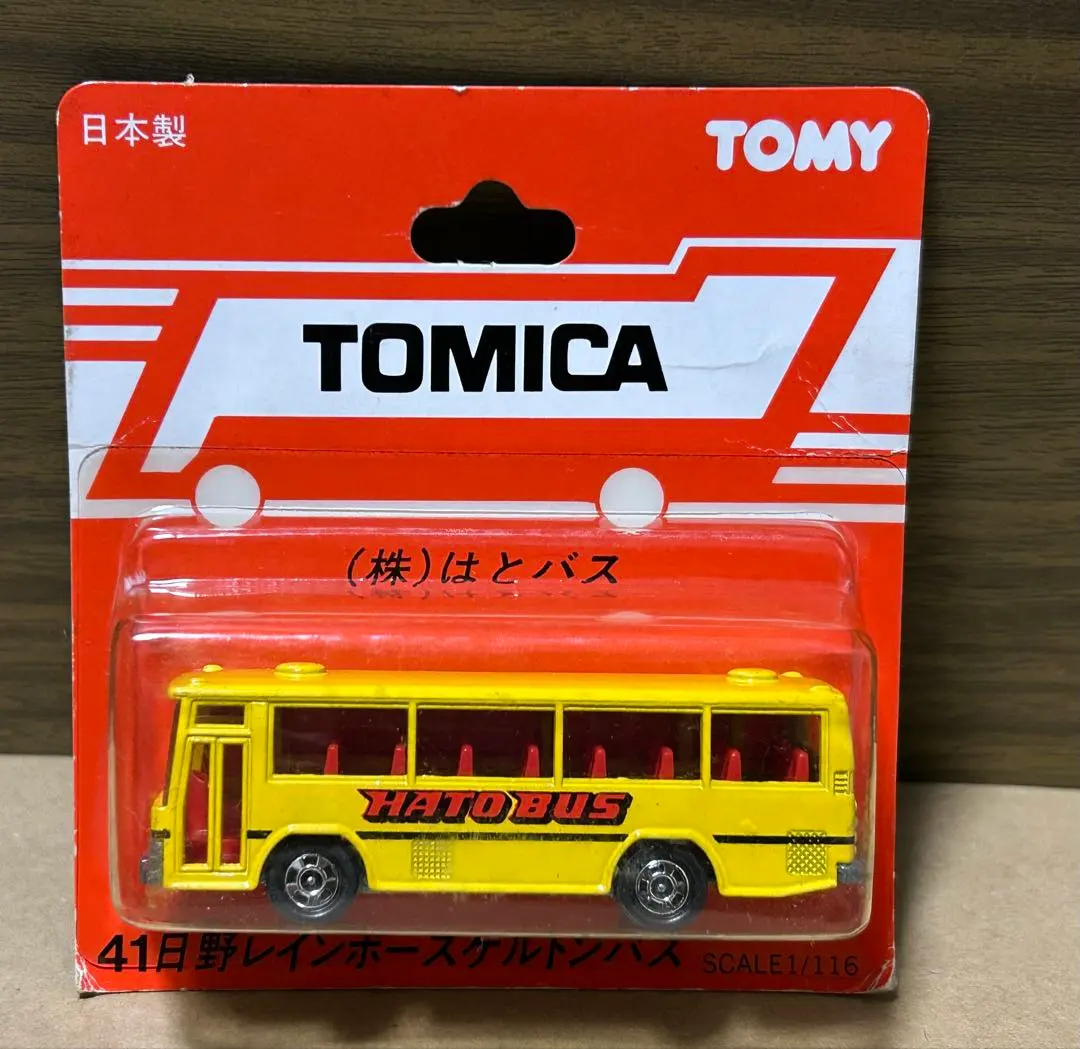 日本製
TOMY
TOMICA
(株)はとバス
HATO BUS
41日野レインボースケルトンバス
SCALE1/116